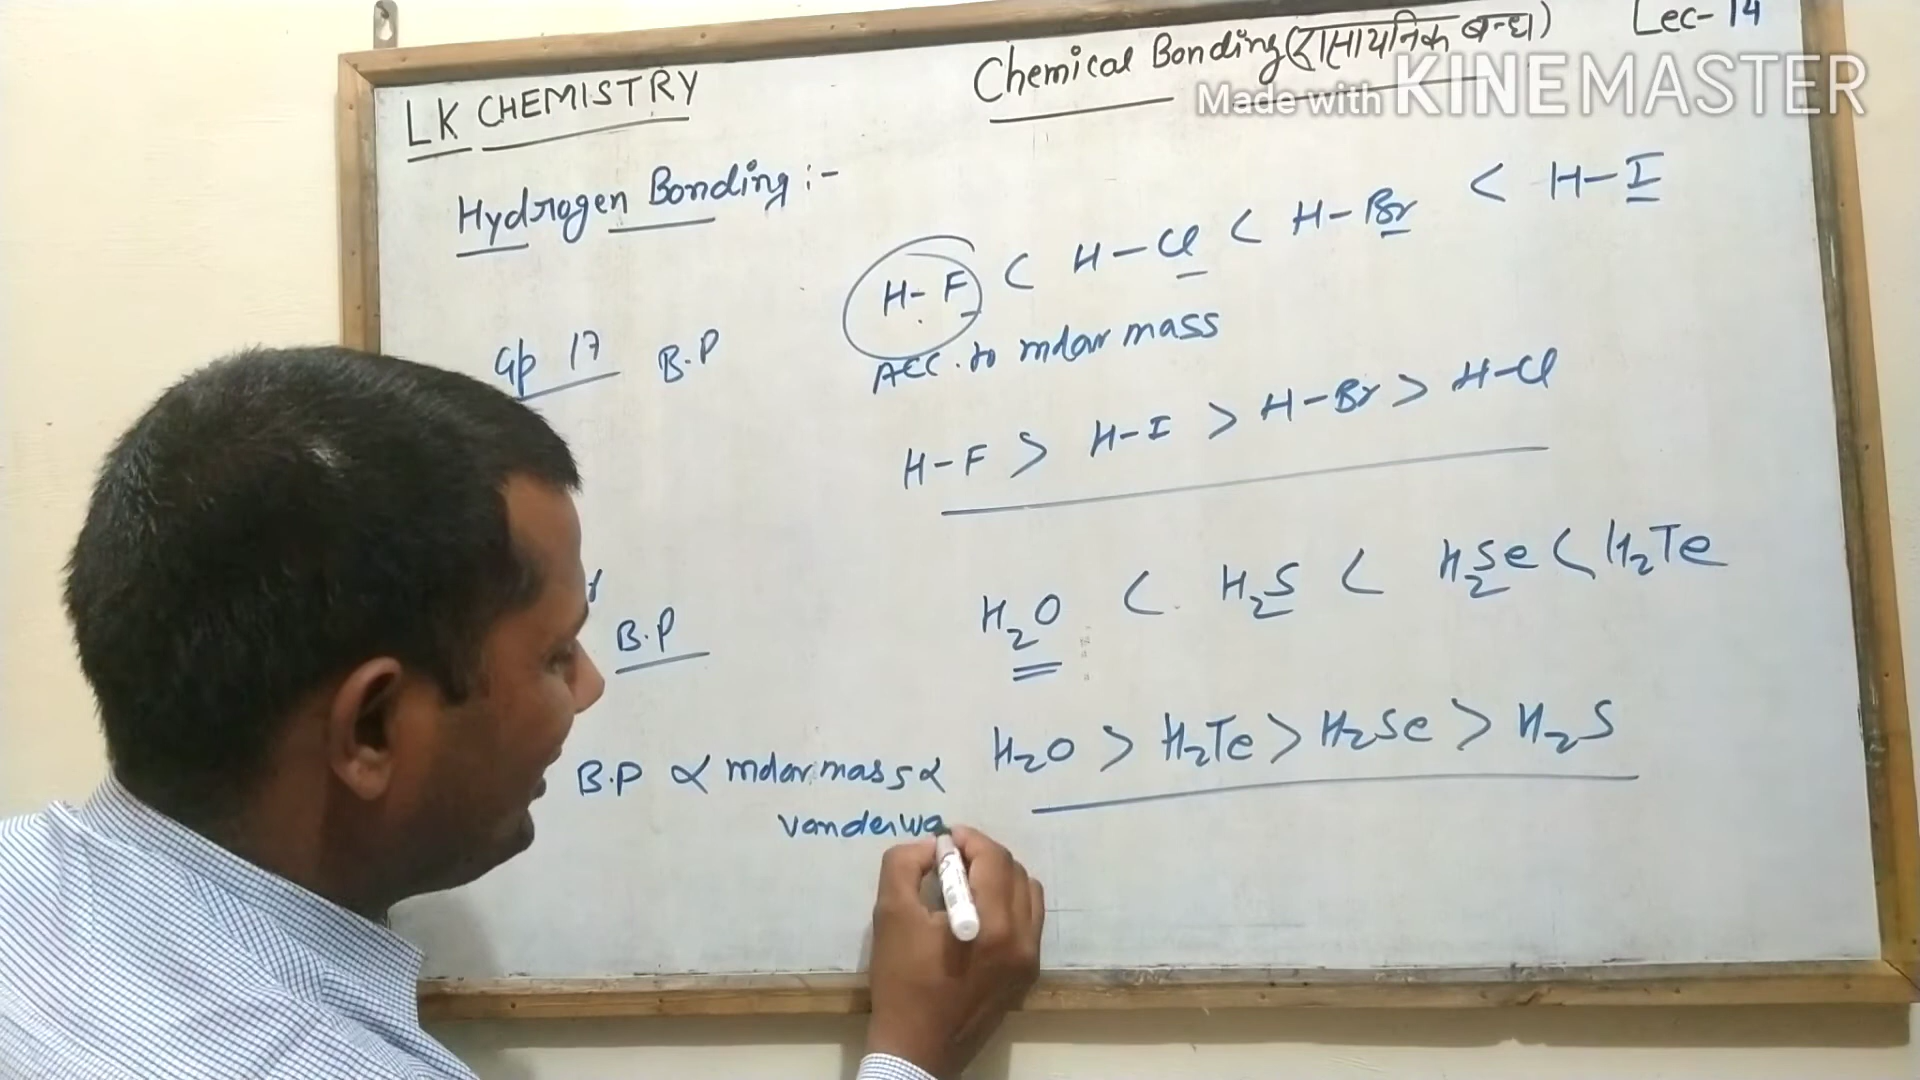 LK CHEMISTRY
Chemical Bonding (रासायनिक बन्ध)
Lec-14
Made with KINEMASTER
Hydrogen Bonding :-
H-F < H-Cl < H-Br < H-I
Acc. to molar mass
Gp 17 B.P
H-F > H-I > H-Br > H-Cl
B.P
H₂O < H₂S < H₂Se < H₂Te
H₂O > H₂Te > H₂Se > H₂S
B.P ∝ molar mass ∝
vanderwa